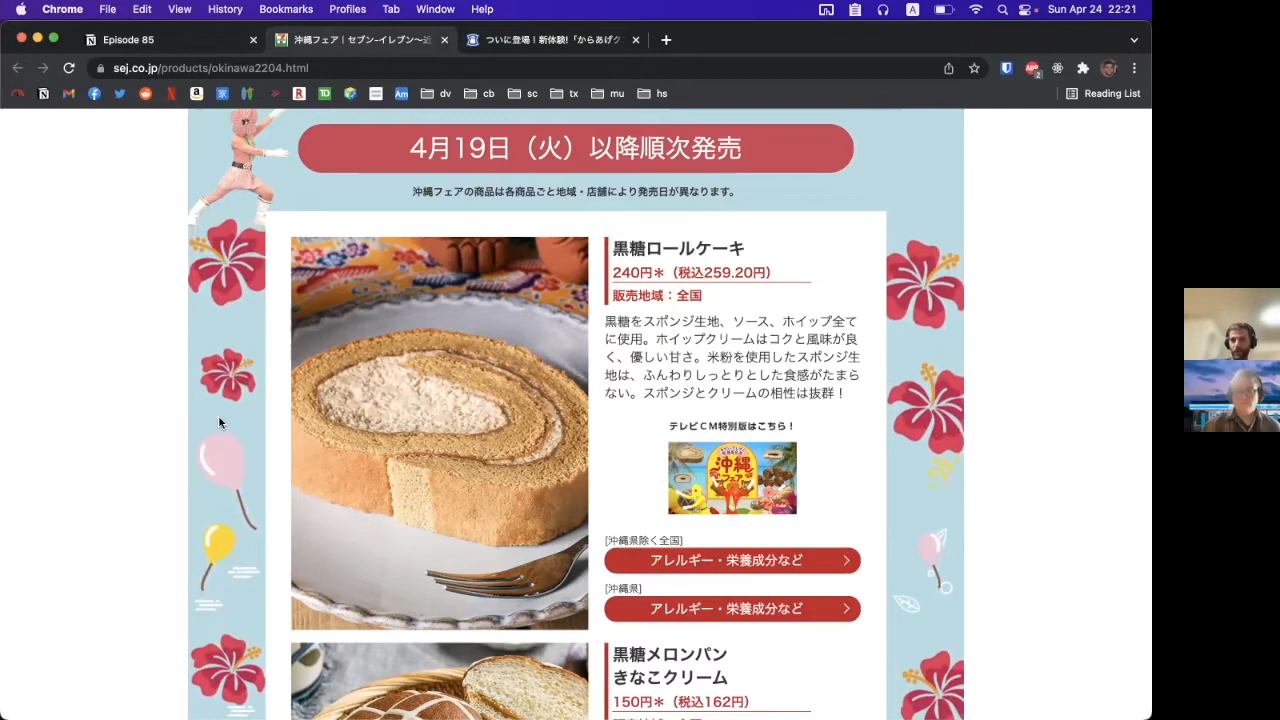 Chrome File Edit View History Bookmarks Profiles Tab Window Help A Sun Apr 24 22:21
Episode 85
沖縄フェア｜セブン‐イレブン～近
ついに登場！新体験!「からあげク
sej.co.jp/products/okinawa2204.html
dv cb sc tx mu hs Reading List
4月19日（火）以降順次発売
沖縄フェアの商品は各商品ごと地域・店舗により発売日が異なります。
黒糖ロールケーキ
240円＊（税込259.20円）
販売地域：全国
黒糖をスポンジ生地、ソース、ホイップ全て
に使用。ホイップクリームはコクと風味が良
く、優しい甘さ。米粉を使用したスポンジ生
地は、ふんわりしっとりとした食感がたまら
ない。スポンジとクリームの相性は抜群！
テレビＣＭ特別版はこちら！
沖縄
フェア
[沖縄県除く全国]
アレルギー・栄養成分など
[沖縄県]
アレルギー・栄養成分など
黒糖メロンパン
きなこクリーム
150円＊（税込162円）